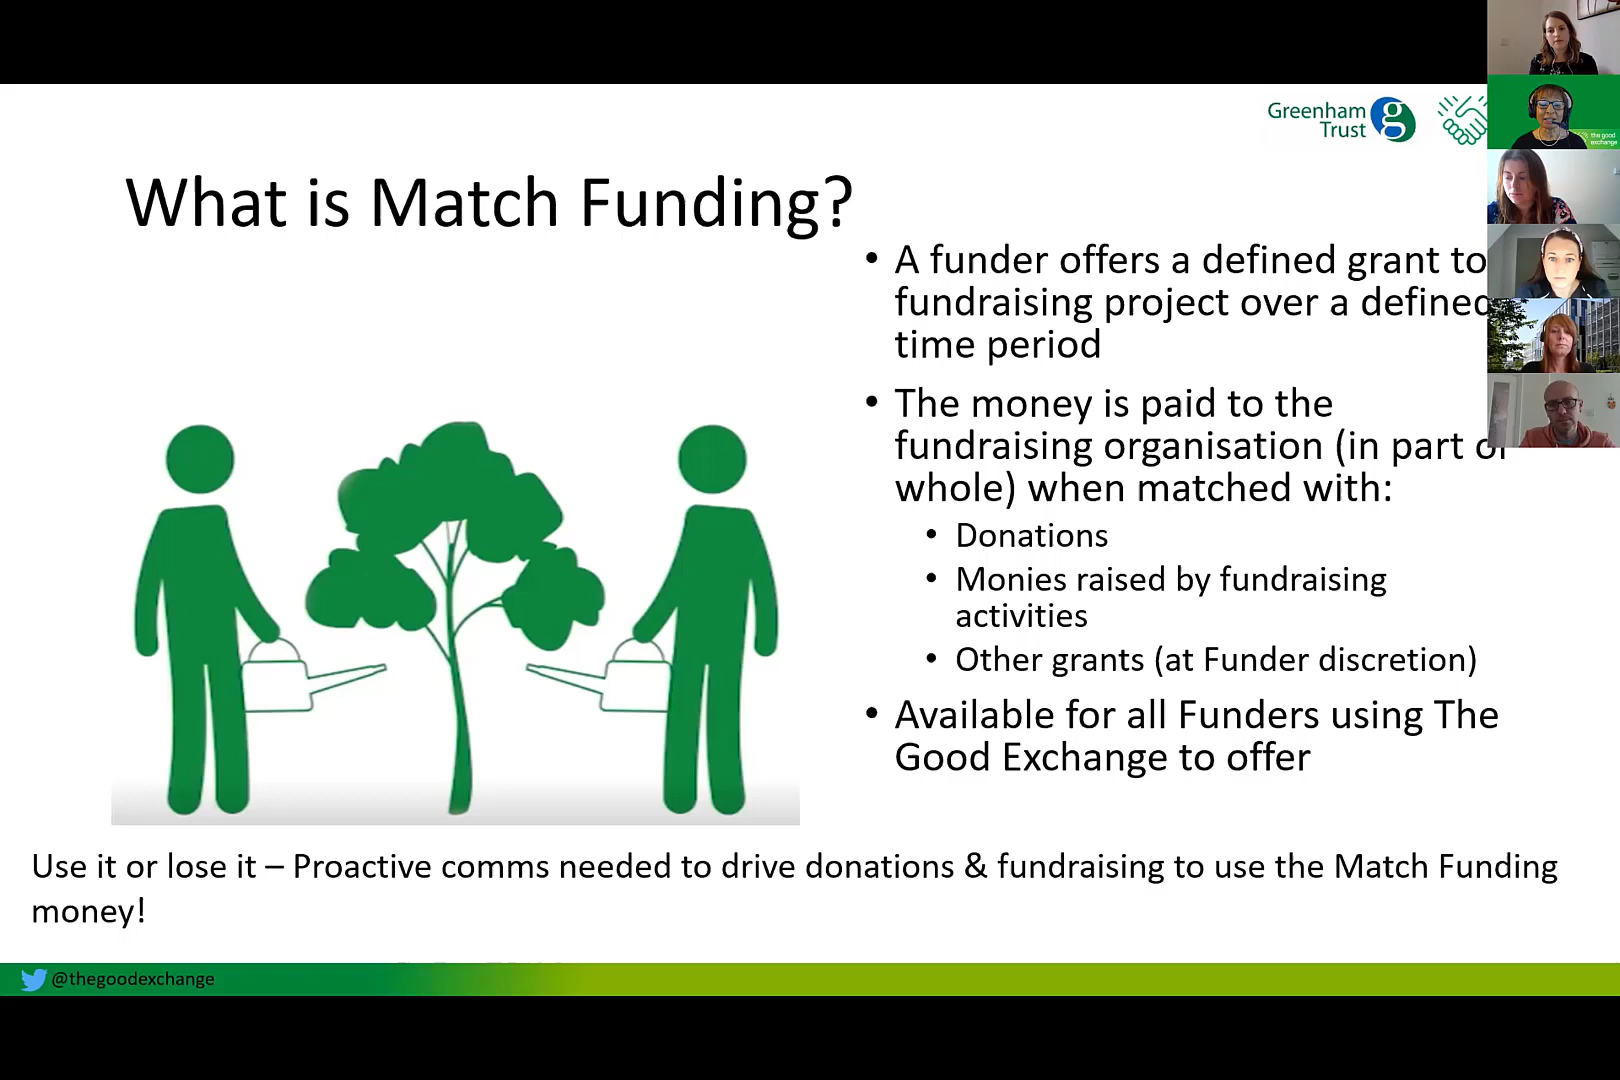 Greenham
Trust
g
the good
exchange
What is Match Funding?
• A funder offers a defined grant to
fundraising project over a defined
time period
• The money is paid to the
fundraising organisation (in part or
whole) when matched with:
• Donations
• Monies raised by fundraising
activities
• Other grants (at Funder discretion)
• Available for all Funders using The
Good Exchange to offer
Use it or lose it – Proactive comms needed to drive donations & fundraising to use the Match Funding
money!
@thegoodexchange